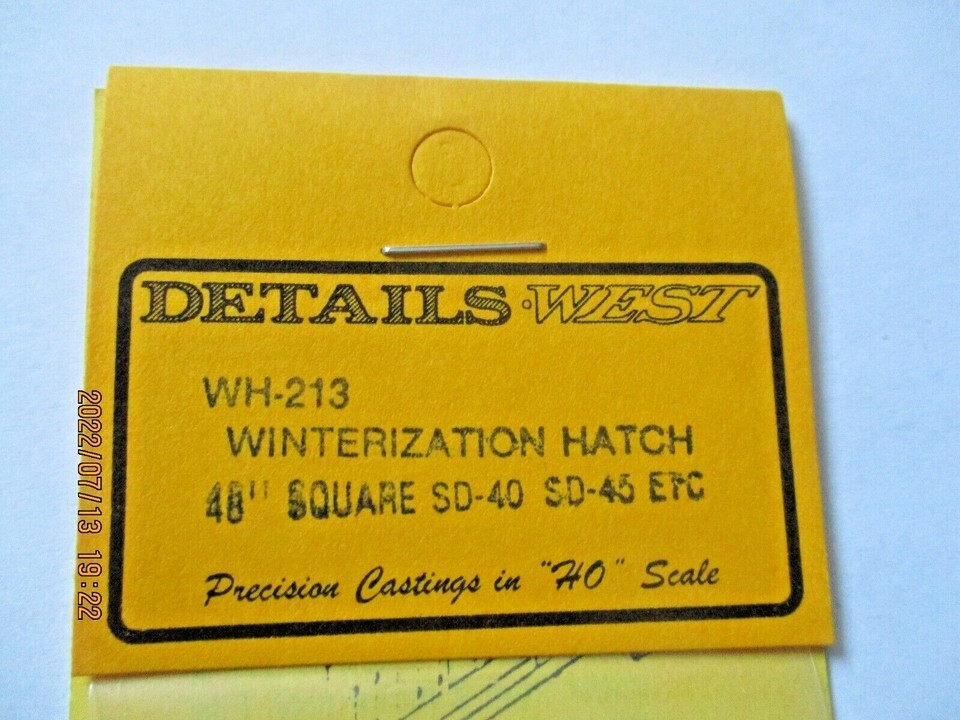 DETAILS·WEST
WH-213
WINTERIZATION HATCH
48" SQUARE SD-40 SD-45 ETC
Precision Castings in "HO" Scale
2022/07/13 19:22